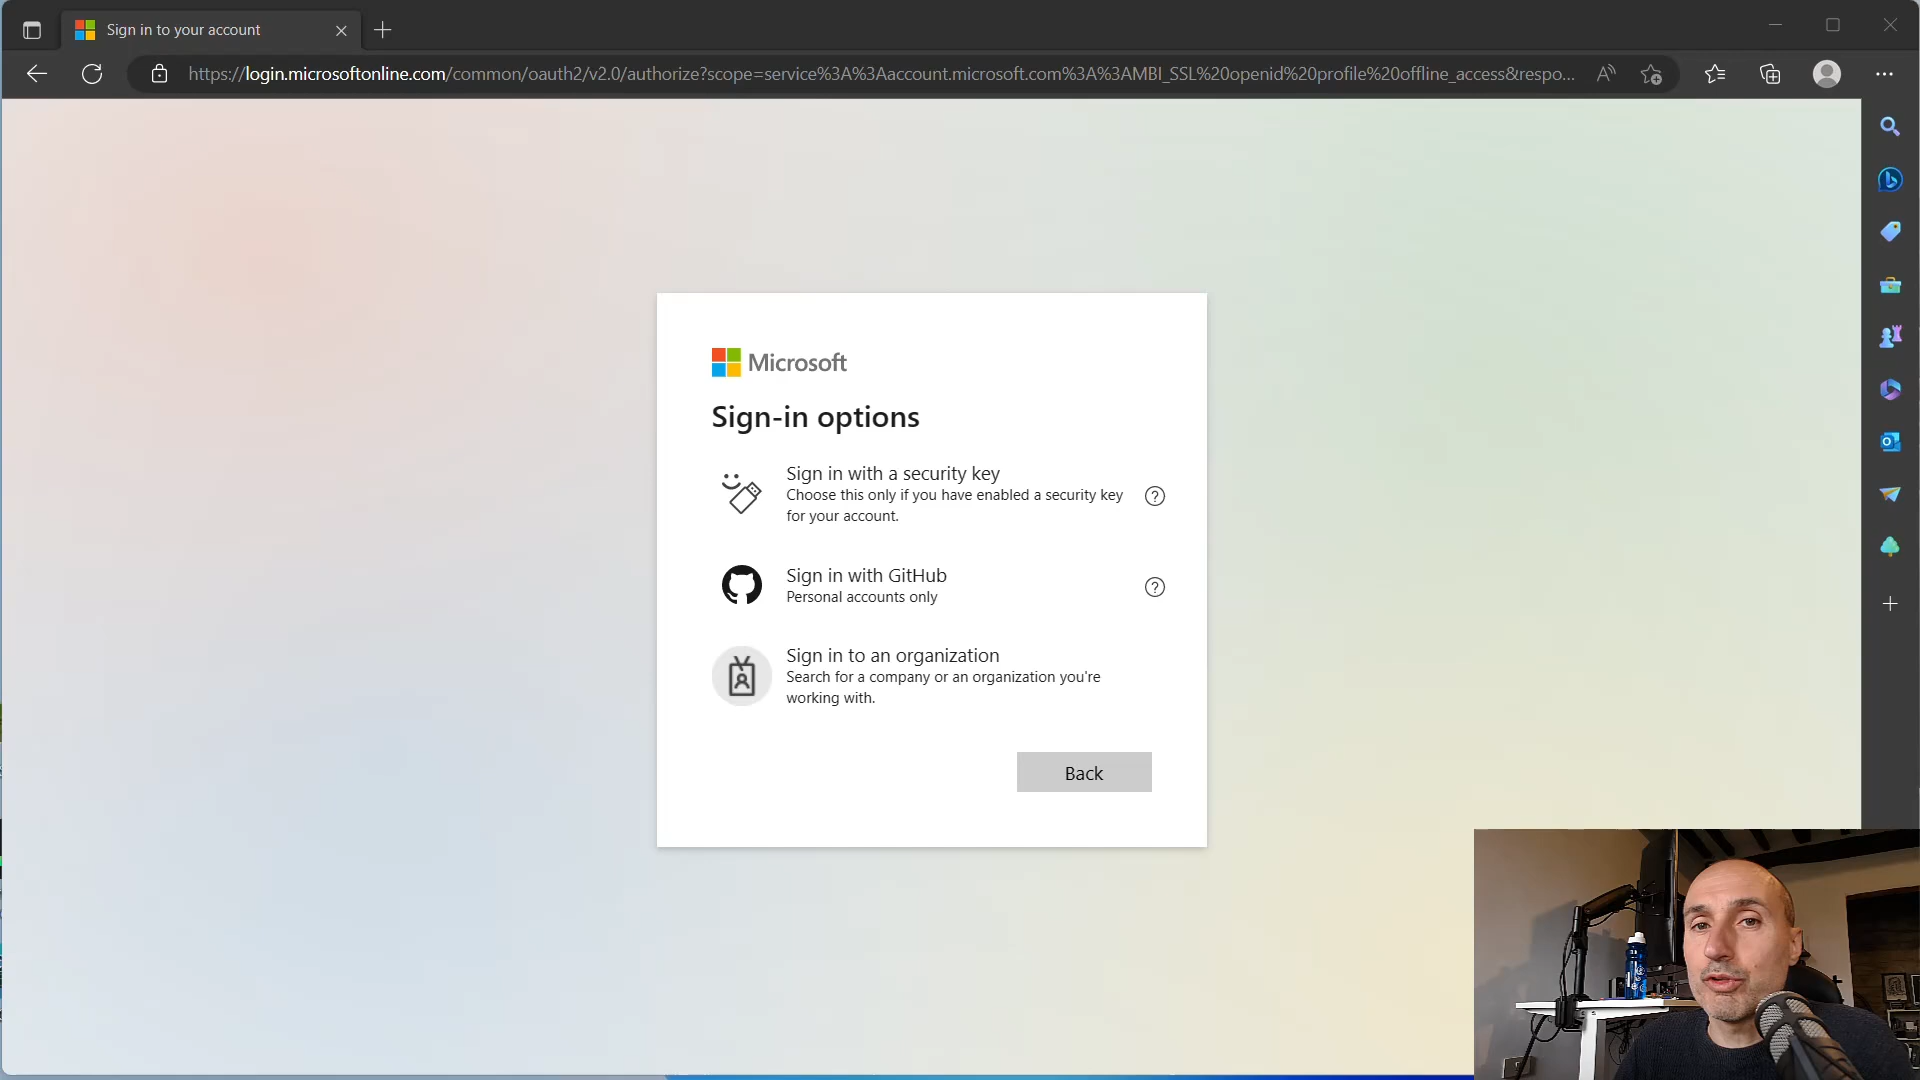 Sign in to your account
https://login.microsoftonline.com/common/oauth2/v2.0/authorize?scope=service%3A%3Aaccount.microsoft.com%3A%3AMBI_SSL%20openid%20profile%20offline_access&respo...
Microsoft
Sign-in options
Sign in with a security key
Choose this only if you have enabled a security key
for your account.
Sign in with GitHub
Personal accounts only
Sign in to an organization
Search for a company or an organization you're
working with.
Back